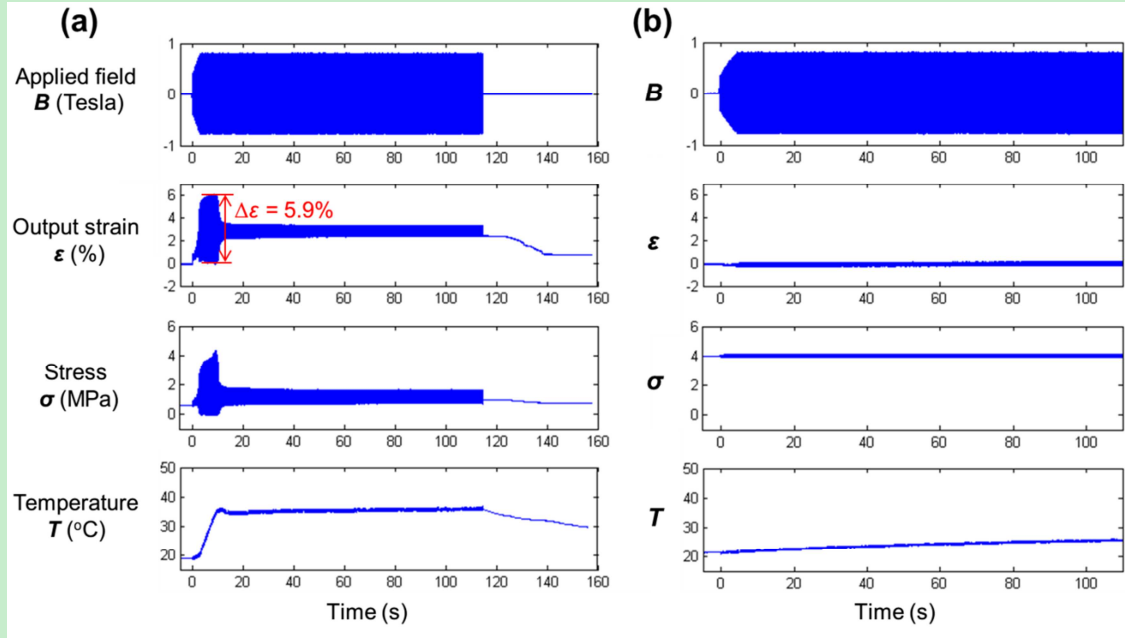 (a)
(b)
Applied field
B (Tesla)
1
0
-1
0 20 40 60 80 100 120 140 160
B
1
0
-1
0 20 40 60 80 100
Output strain
ε (%)
6
4
2
0
-2
Δε = 5.9%
0 20 40 60 80 100 120 140 160
ε
6
4
2
0
-2
0 20 40 60 80 100
Stress
σ (MPa)
6
4
2
0
0 20 40 60 80 100 120 140 160
σ
6
4
2
0
0 20 40 60 80 100
Temperature
T (°C)
50
40
30
20
0 20 40 60 80 100 120 140 160
Time (s)
T
50
40
30
20
0 20 40 60 80 100
Time (s)